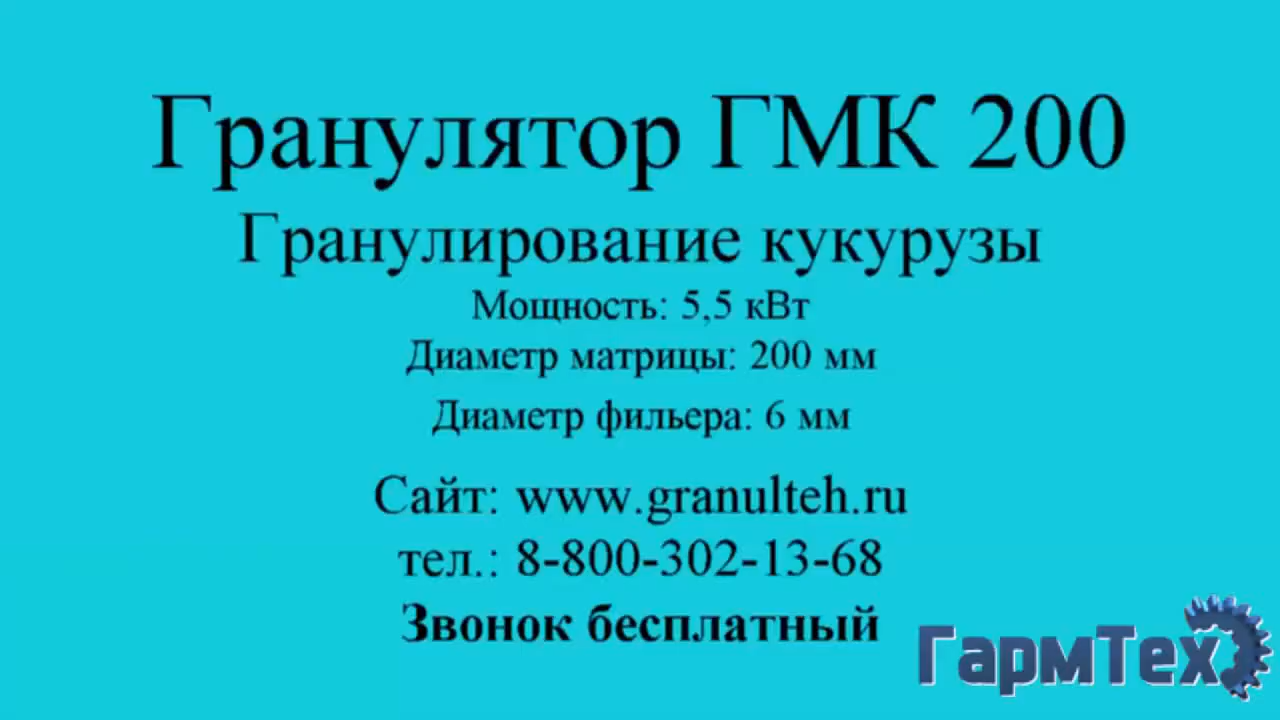 Гранулятор ГМК 200
Гранулирование кукурузы
Мощность: 5,5 кВт
Диаметр матрицы: 200 мм
Диаметр фильера: 6 мм
Сайт: www.granulteh.ru
тел.: 8-800-302-13-68
Звонок бесплатный
ГармТех